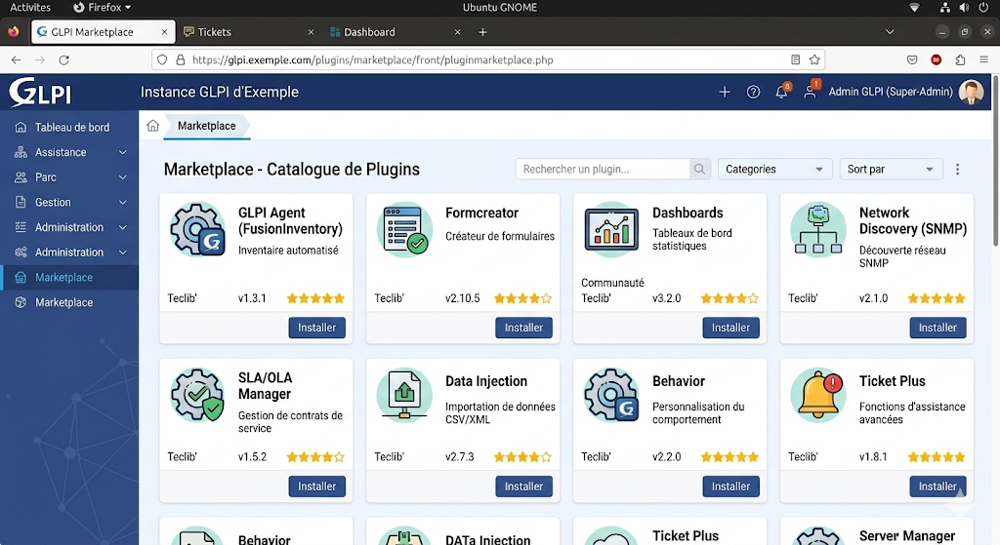 Activites
Firefox
Ubuntu GNOME
GLPI Marketplace
Tickets
Dashboard
https://glpi.exemple.com/plugins/marketplace/front/pluginmarketplace.php
GLPI
Instance GLPI d'Exemple
8
1
Admin GLPI (Super-Admin)
Tableau de bord
Assistance
Parc
Gestion
Administration
Administration
Marketplace
Marketplace
Marketplace
Marketplace - Catalogue de Plugins
Rechercher un plugin...
Categories
Sort par
GLPI Agent
(FusionInventory)
Inventaire automatisé
Teclib' v1.3.1
Installer
Formcreator
Créateur de formulaires
Teclib' v2.10.5
Installer
Dashboards
Tableaux de bord
statistiques
Communauté
Teclib' v3.2.0
Installer
Network
Discovery (SNMP)
Découverte réseau
SNMP
Teclib' v2.1.0
Installer
SLA/OLA
Manager
Gestion de contrats de
service
Teclib' v1.5.2
Installer
Data Injection
Importation de données
CSV/XML
Teclib' v2.7.3
Installer
Behavior
Personnalisation du
comportement
Teclib' v2.2.0
Installer
Ticket Plus
Fonctions d'assistance
avancées
Teclib' v1.8.1
Installer
Behavior
DATa Injection
Ticket Plus
Server Manager